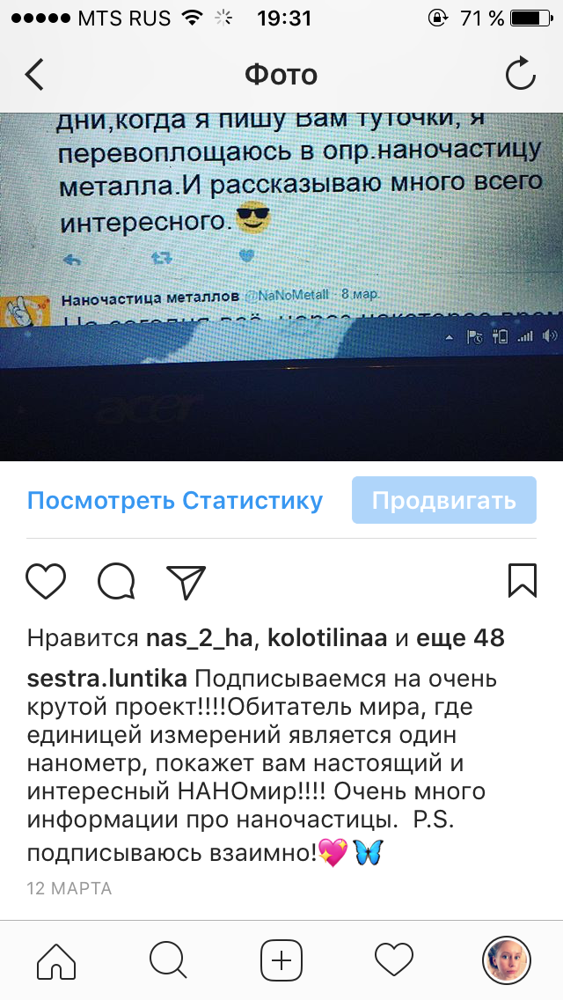 MTS RUS 19:31 71 %
Фото
дни,когда я пишу Вам туточки, я
перевоплощаюсь в опр.наночастицу
металла.И рассказываю много всего
интересного.😎
Наночастица металлов @NaNoMetall · 8 мар.
acer
Посмотреть Статистику
Продвигать
Нравится nas_2_ha, kolotilinaa и еще 48
sestra.luntika Подписываемся на очень
крутой проект!!!!Обитатель мира, где
единицей измерений является один
нанометр, покажет вам настоящий и
интересный НАНОмир!!!! Очень много
информации про наночастицы.  P.S.
подписываюсь взаимно!💖🦋
12 МАРТА